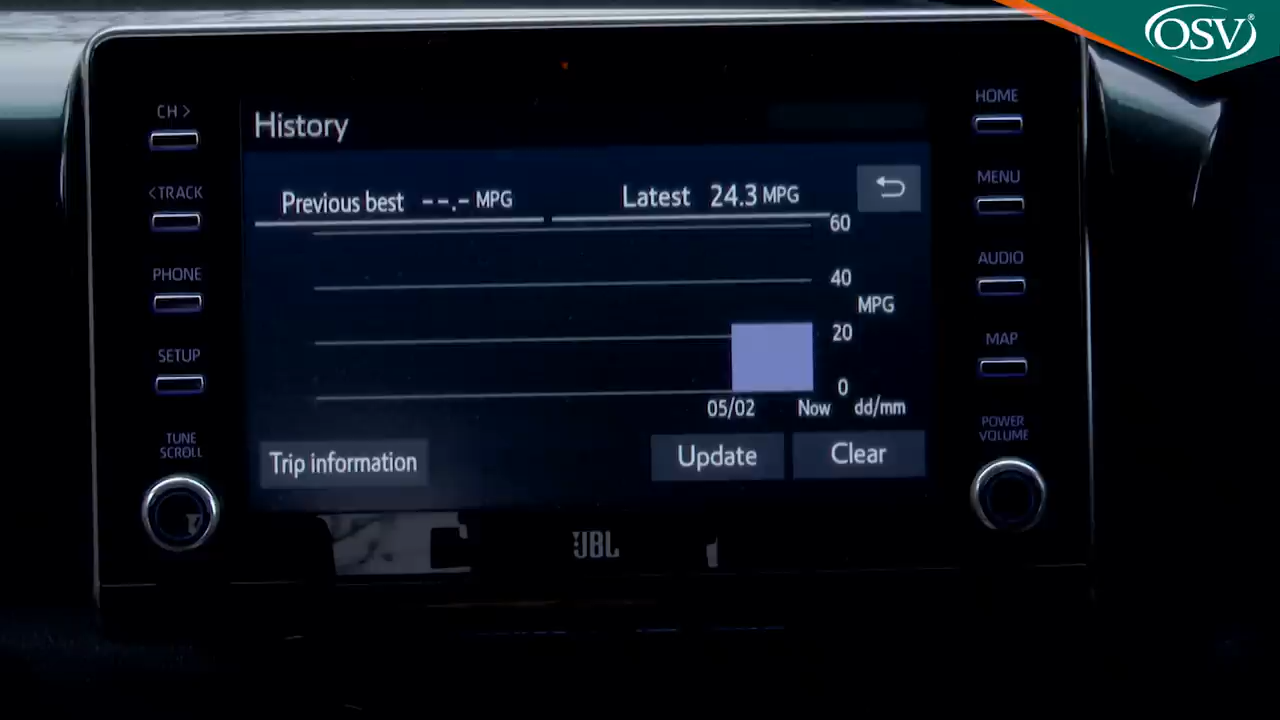 OSV®
CH >
HOME
History
<TRACK
MENU
Previous best --.- MPG
Latest 24.3 MPG
60
PHONE
AUDIO
40
MPG
SETUP
MAP
20
0
05/02 Now dd/mm
TUNE
SCROLL
POWER
VOLUME
Trip information
Update
Clear
JBL